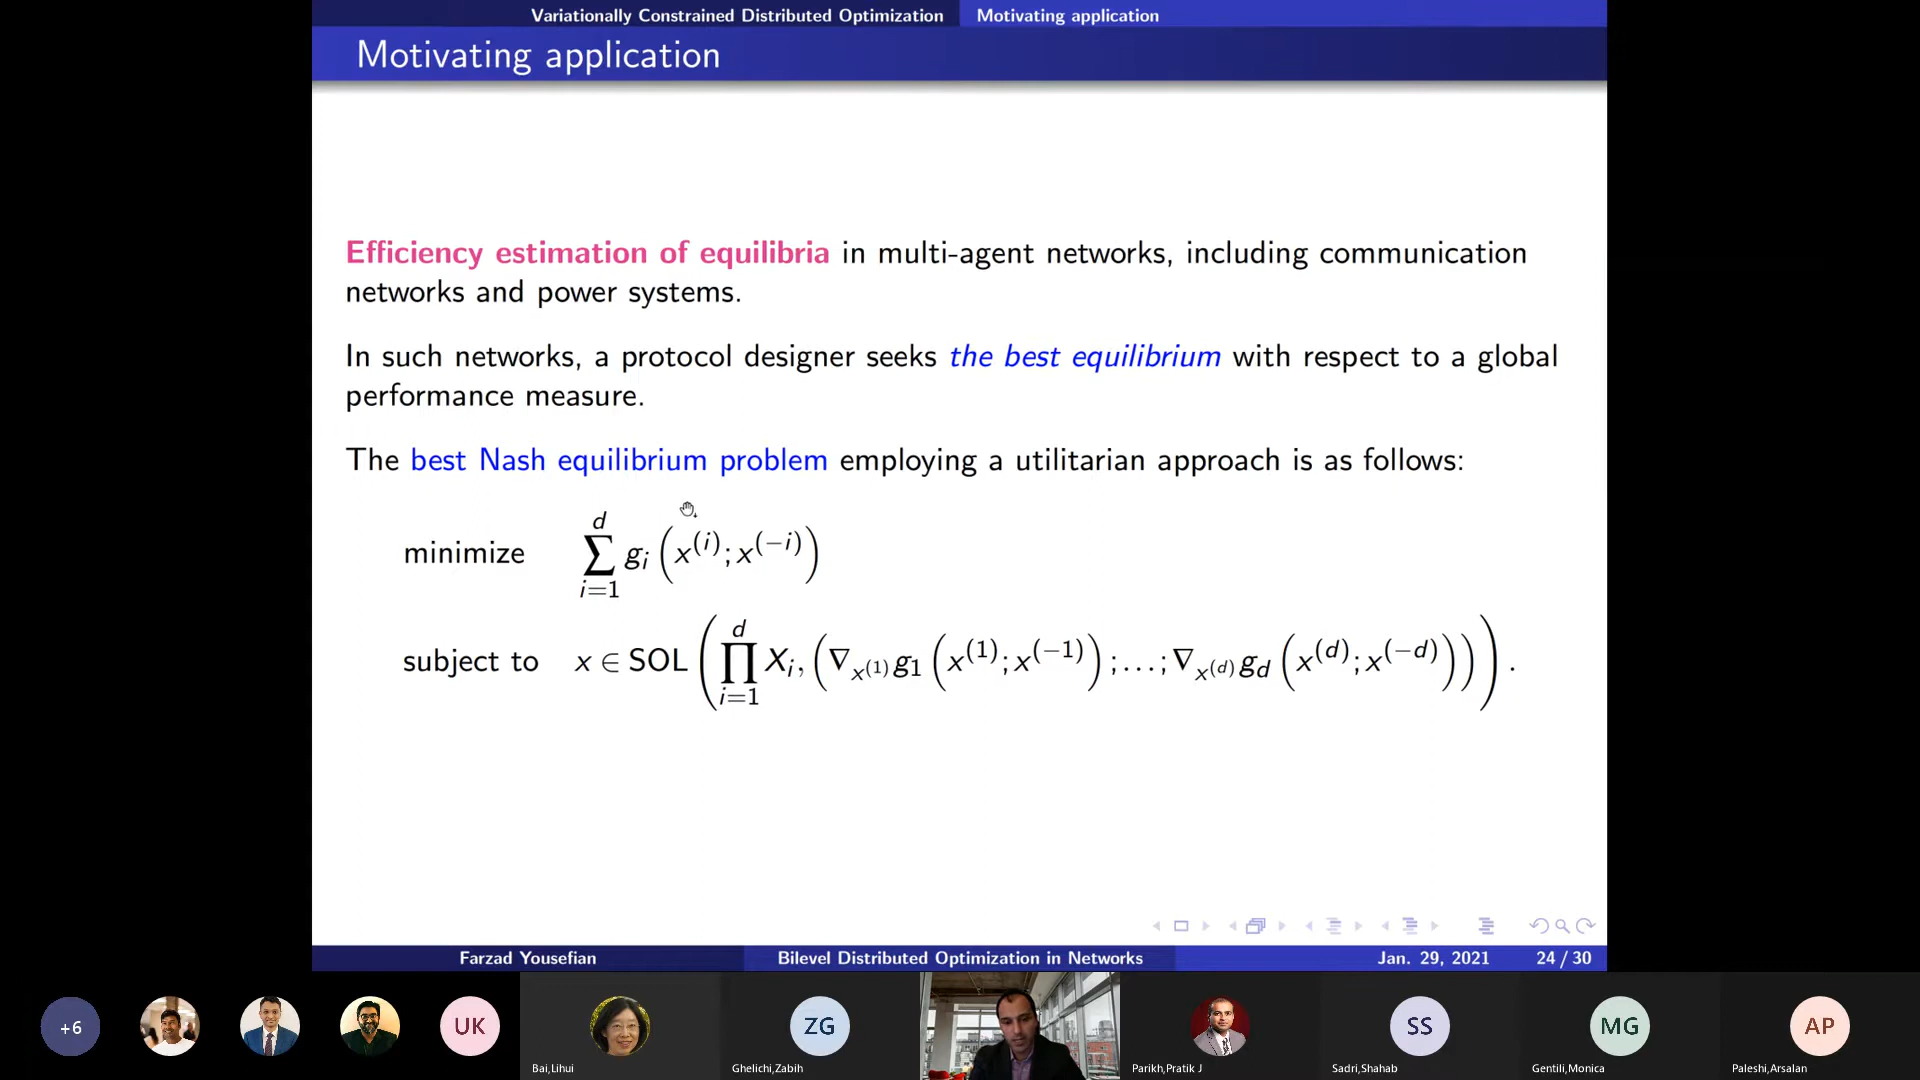 Variationally Constrained Distributed Optimization Motivating application
Motivating application
Efficiency estimation of equilibria in multi-agent networks, including communication
networks and power systems.
In such networks, a protocol designer seeks the best equilibrium with respect to a global
performance measure.
The best Nash equilibrium problem employing a utilitarian approach is as follows:
minimize ∑_{i=1}^{d} g_i (x^{(i)}; x^{(−i)})
subject to x ∈ SOL (∏_{i=1}^{d} X_i, (∇_{x^{(1)}} g_1 (x^{(1)}; x^{(−1)}); …; ∇_{x^{(d)}} g_d (x^{(d)}; x^{(−d)}))).
Farzad Yousefian Bilevel Distributed Optimization in Networks Jan. 29, 2021 24 / 30
+6 UK ZG SS MG AP
Bai,Lihui Ghelichi,Zabih Parikh,Pratik J Sadri,Shahab Gentili,Monica Paleshi,Arsalan